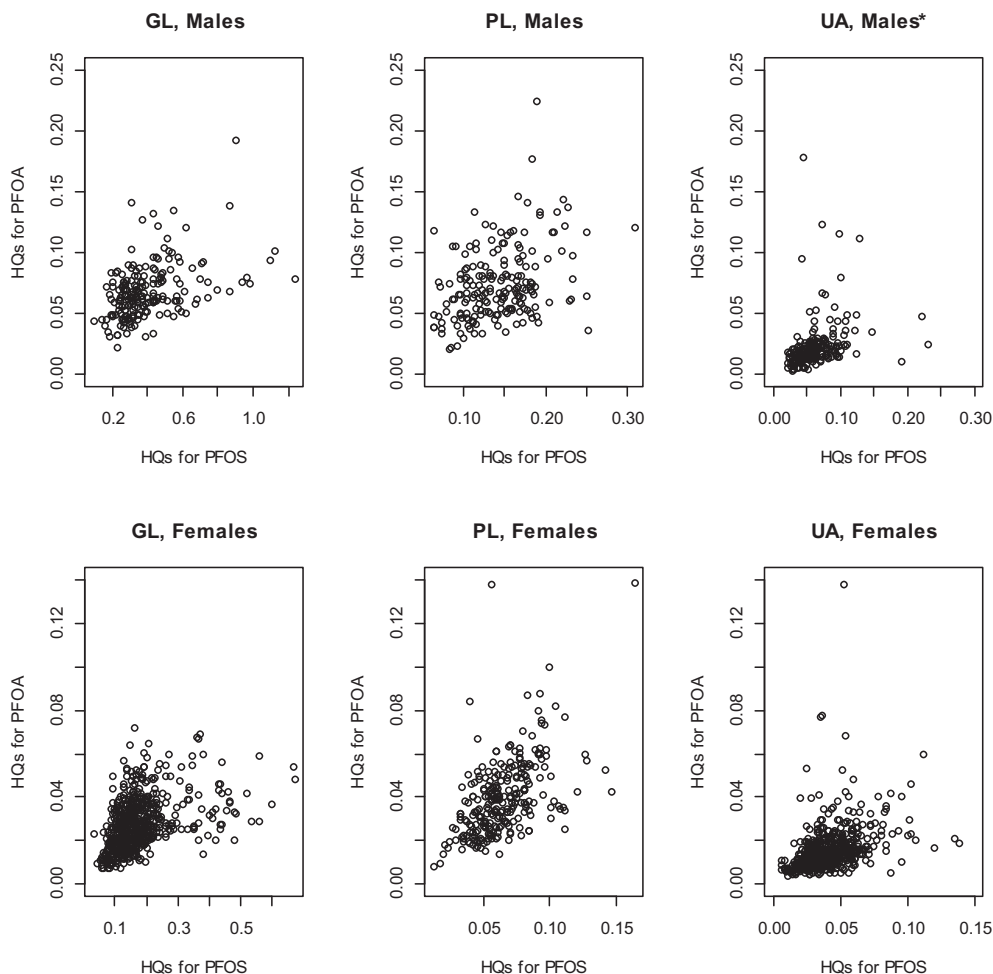 GL, Males
PL, Males
UA, Males*
HQs for PFOA
0.00
0.05
0.10
0.15
0.20
0.25
0.2
0.6
1.0
HQs for PFOS
HQs for PFOA
0.00
0.05
0.10
0.15
0.20
0.25
0.10
0.20
0.30
HQs for PFOS
HQs for PFOA
0.00
0.05
0.10
0.15
0.20
0.25
0.00
0.10
0.20
0.30
HQs for PFOS
GL, Females
PL, Females
UA, Females
HQs for PFOA
0.00
0.04
0.08
0.12
0.1
0.3
0.5
HQs for PFOS
HQs for PFOA
0.00
0.04
0.08
0.12
0.05
0.10
0.15
HQs for PFOS
HQs for PFOA
0.00
0.04
0.08
0.12
0.00
0.05
0.10
0.15
HQs for PFOS